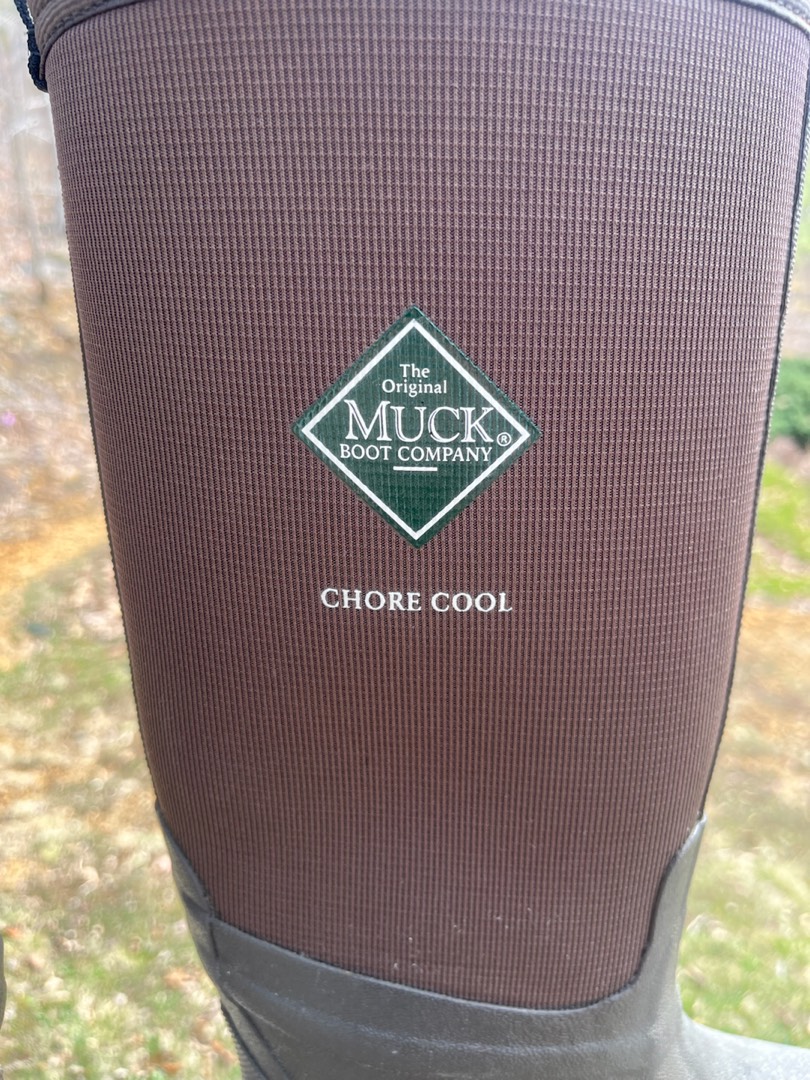 The
Original
MUCK®
BOOT COMPANY
CHORE COOL